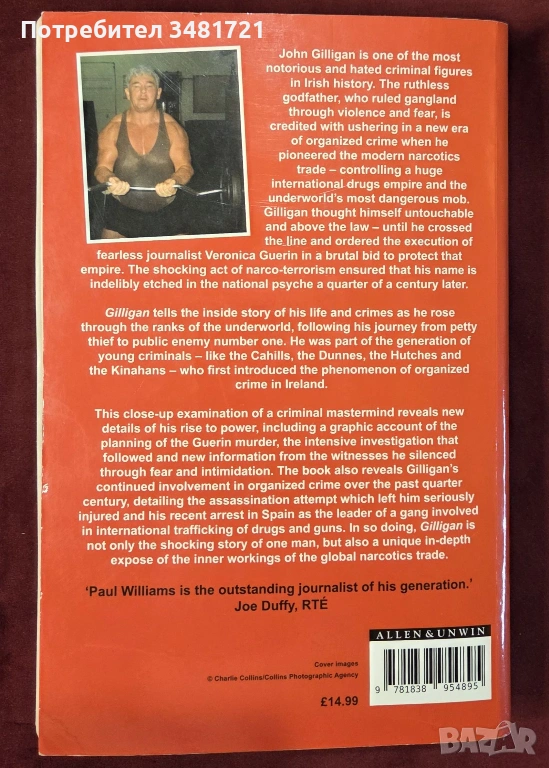 Потребител 3481721
John Gilligan is one of the most
notorious and hated criminal figures
in Irish history. The ruthless
godfather, who ruled gangland
through violence and fear, is
credited with ushering in a new era
of organized crime when he
pioneered the modern narcotics
trade – controlling a huge
international drugs empire and the
underworld's most dangerous mob.
Gilligan thought himself untouchable
and above the law – until he crossed
the line and ordered the execution of
fearless journalist Veronica Guerin in a brutal bid to protect that
empire. The shocking act of narco-terrorism ensured that his name is
indelibly etched in the national psyche a quarter of a century later.
Gilligan tells the inside story of his life and crimes as he rose
through the ranks of the underworld, following his journey from petty
thief to public enemy number one. He was part of the generation of
young criminals – like the Cahills, the Dunnes, the Hutches and
the Kinahans – who first introduced the phenomenon of organized
crime in Ireland.
This close-up examination of a criminal mastermind reveals new
details of his rise to power, including a graphic account of the
planning of the Guerin murder, the intensive investigation that
followed and new information from the witnesses he silenced
through fear and intimidation. The book also reveals Gilligan's
continued involvement in organized crime over the past quarter
century, detailing the assassination attempt which left him seriously
injured and his recent arrest in Spain as the leader of a gang involved
in international trafficking of drugs and guns. In so doing, Gilligan is
not only the shocking story of one man, but also a unique in-depth
expose of the inner workings of the global narcotics trade.
'Paul Williams is the outstanding journalist of his generation.'
Joe Duffy, RTÉ
ALLEN & UNWIN
Cover images
© Charlie Collins/Collins Photographic Agency
£14.99
9 781838 954895
BAZAR